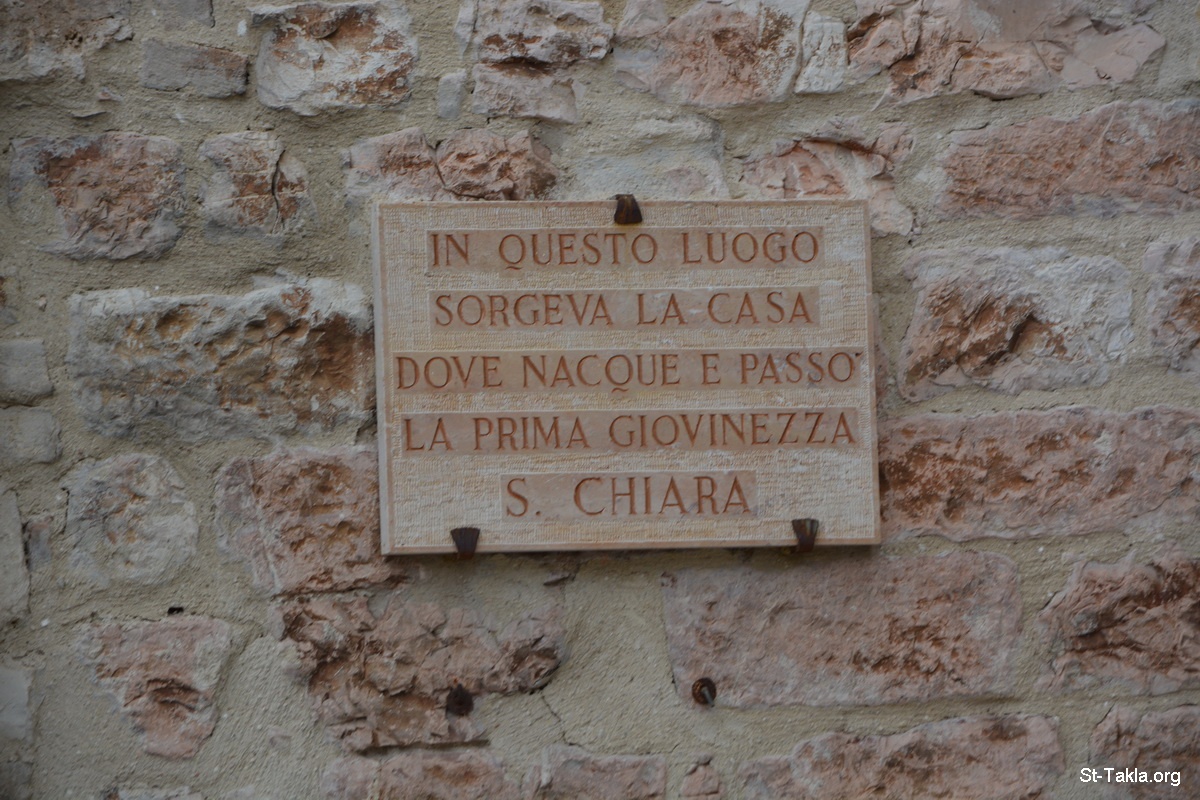 IN QUESTO LUOGO
SORGEVA LA CASA
DOVE NACQUE E PASSO'
LA PRIMA GIOVINEZZA
S. CHIARA
St-Takla.org